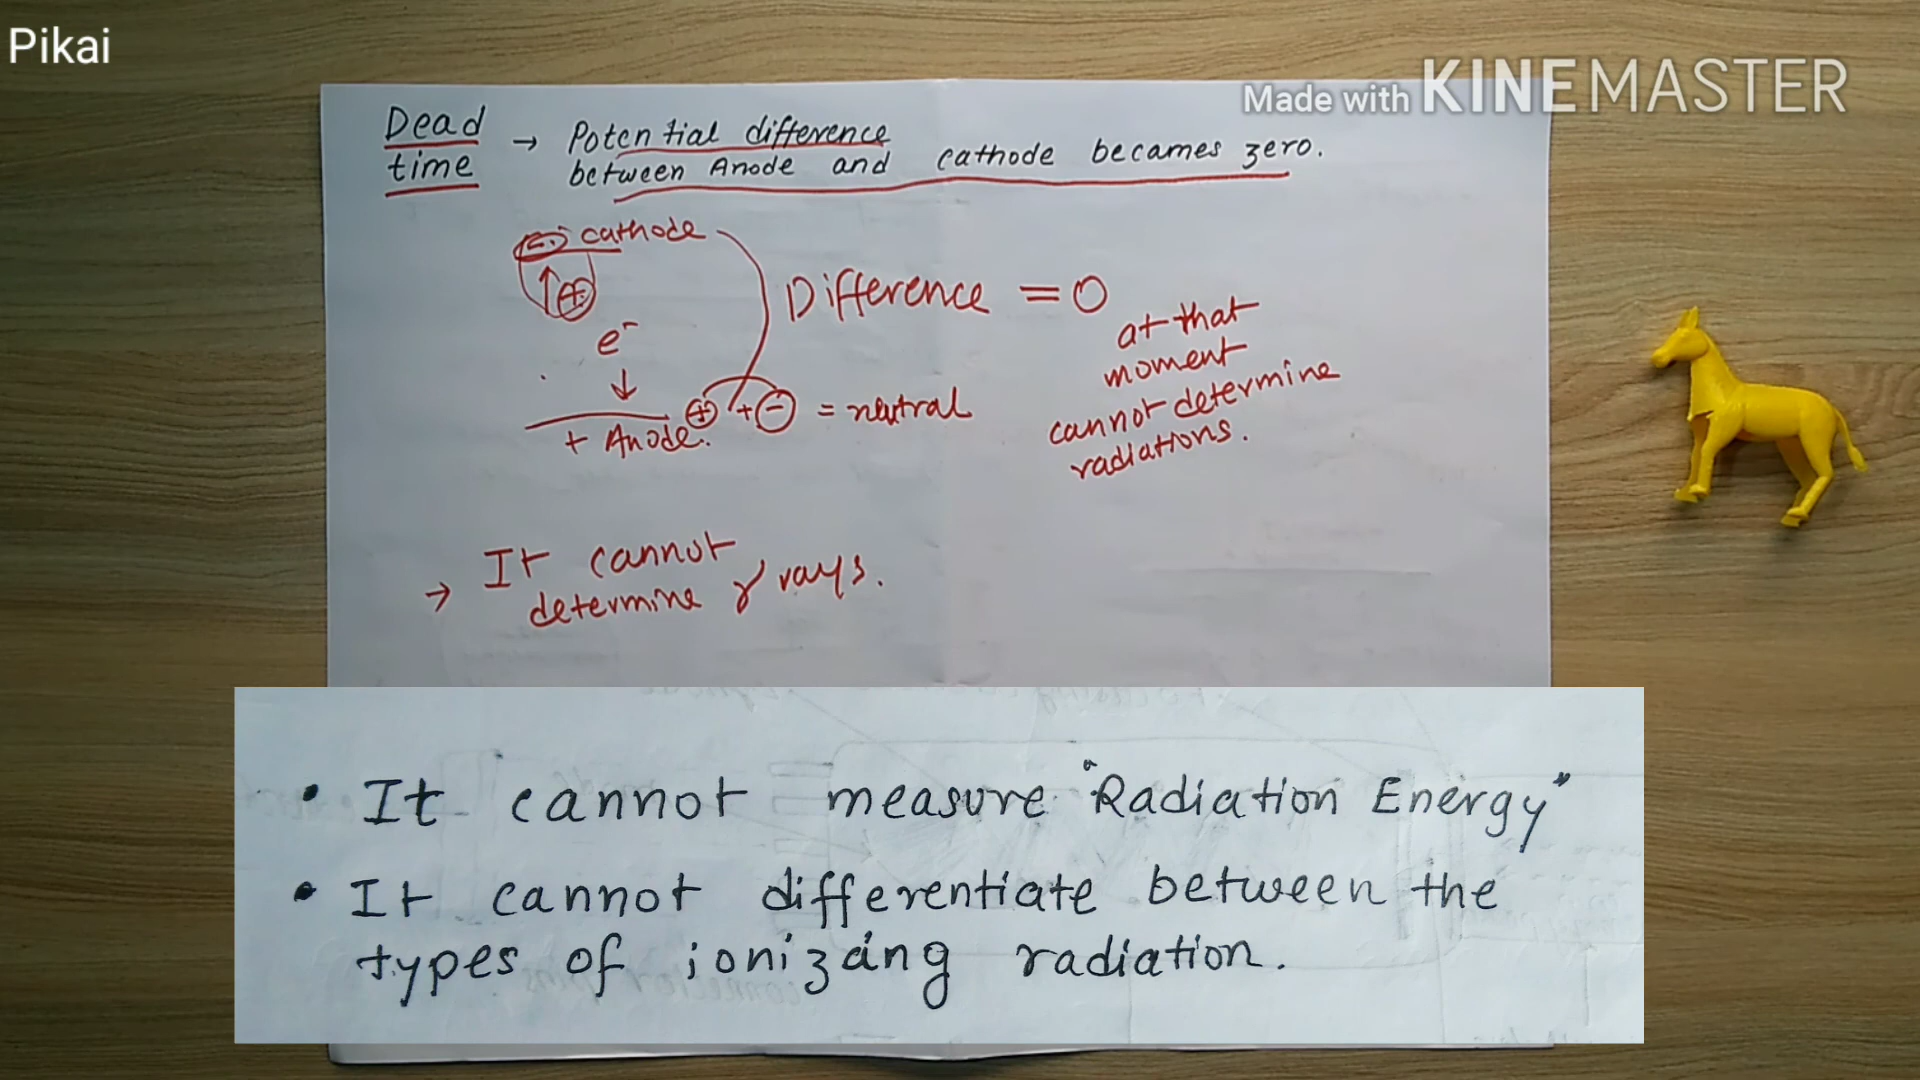 Pikai
Made with KINEMASTER
Dead
time
→ Potential difference
between Anode and cathode becames zero.
(-) cathode
↑ +
e⁻
↓
+ Anode.
+ + - = neutral
Difference = 0
at that
moment
cannot determine
radiations.
→ It cannot
determine γ rays.
• It cannot measure "Radiation Energy"
• It cannot differentiate between the
types of ionizing radiation.